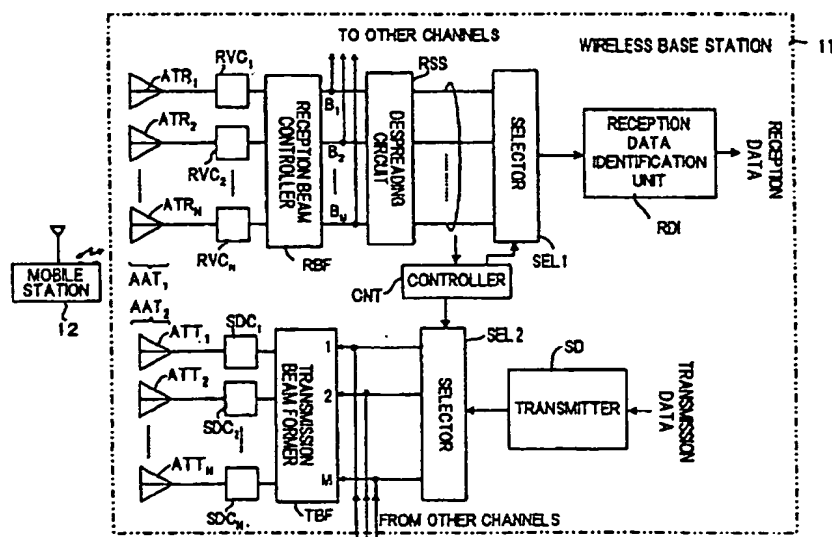 TO OTHER CHANNELS
WIRELESS BASE STATION
11
ATR1
RVC1
ATR2
RVC2
ATRN
RVCN
RECEPTION BEAM
CONTROLLER
RBF
B1
B2
BM
RSS
DESPREADING
CIRCUIT
SELECTOR
SEL1
RECEPTION
DATA
IDENTIFICATION
UNIT
RDI
RECEPTION
DATA
MOBILE
STATION
12
AAT1
AAT2
CONTROLLER
CNT
ATT1
SDC1
ATT2
SDC2
ATTN
SDCN
TRANSMISSION
BEAM FORMER
TBF
1
2
M
SELECTOR
SEL2
SD
TRANSMITTER
TRANSMISSION
DATA
FROM OTHER CHANNELS